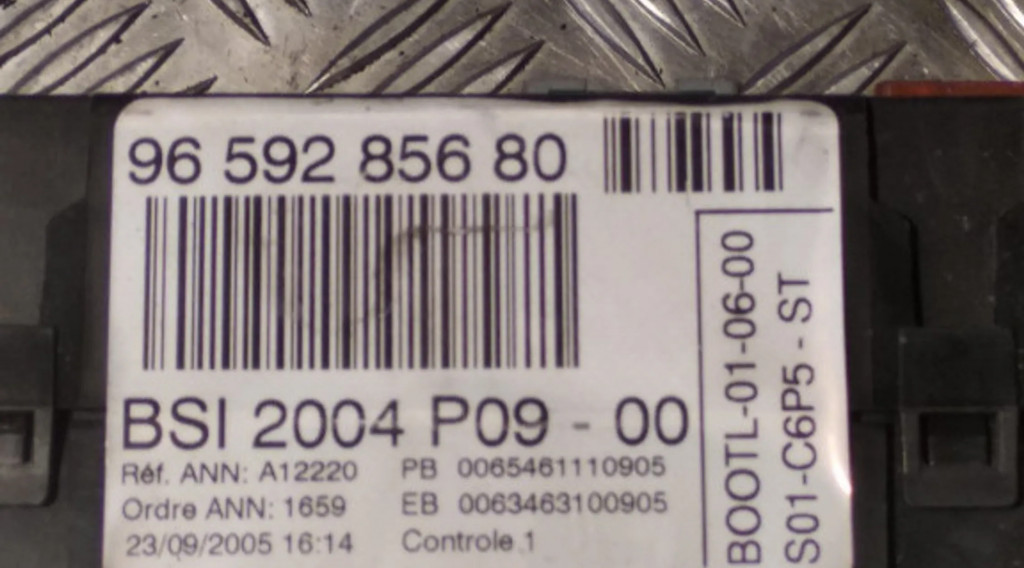 96 592 856 80
BSI 2004 P09 - 00
Réf. ANN: A12220 PB 0065461110905
Ordre ANN: 1659 EB 0063463100905
23/09/2005 16:14 Controle 1
BOOTL-01-06-00
S01-C6P5 - ST